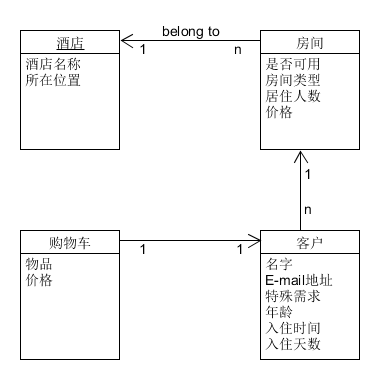 belong to
酒店
1
n
房间
酒店名称
所在位置
是否可用
房间类型
居住人数
价格
1
n
购物车
1
1
客户
物品
价格
名字
E-mail地址
特殊需求
年龄
入住时间
入住天数